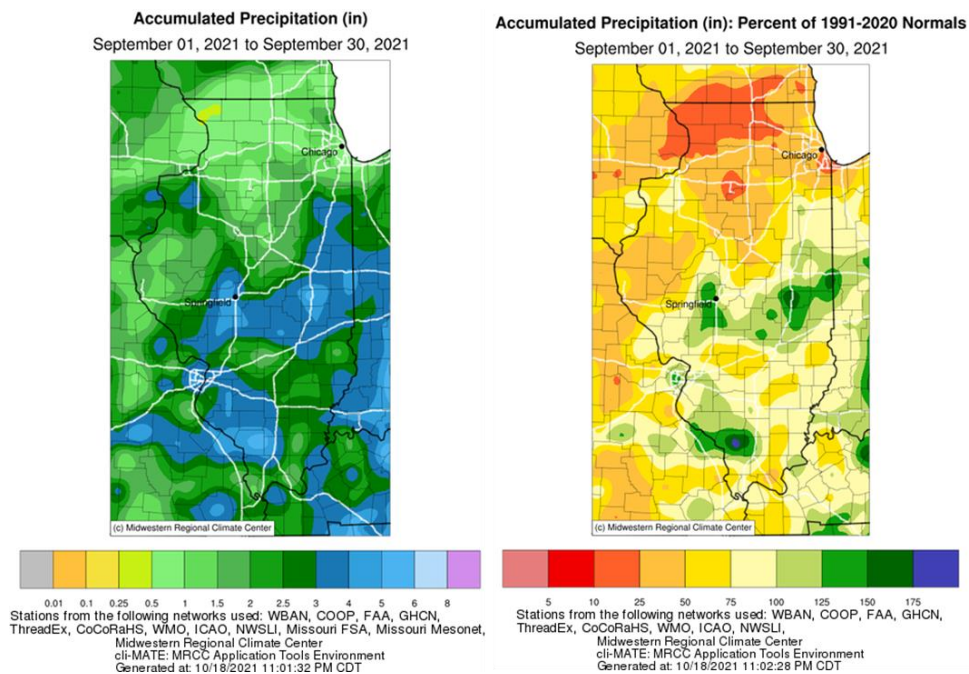 Accumulated Precipitation (in)
September 01, 2021 to September 30, 2021
Chicago
Springfield
(c) Midwestern Regional Climate Center
0.01 0.1 0.25 0.5 1 1.5 2 2.5 3 4 5 6 8
Stations from the following networks used: WBAN, COOP, FAA, GHCN,
ThreadEx, CoCoRaHS, WMO, ICAO, NWSLI, Missouri FSA, Missouri Mesonet,
Midwestern Regional Climate Center
cli-MATE: MRCC Application Tools Environment
Generated at: 10/18/2021 11:01:32 PM CDT
Accumulated Precipitation (in): Percent of 1991-2020 Normals
September 01, 2021 to September 30, 2021
Chicago
Springfield
(c) Midwestern Regional Climate Center
5 10 25 50 75 100 125 150 175
Stations from the following networks used: WBAN, COOP, FAA, GHCN,
ThreadEx, CoCoRaHS, WMO, ICAO, NWSLI,
Midwestern Regional Climate Center
cli-MATE: MRCC Application Tools Environment
Generated at: 10/18/2021 11:02:28 PM CDT